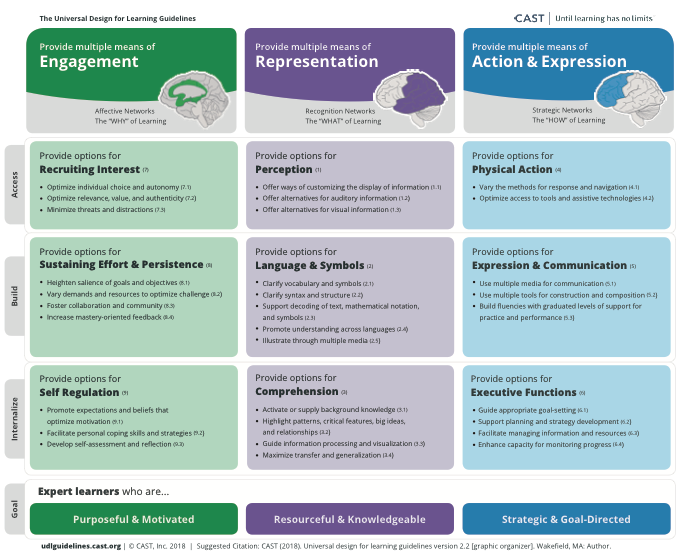 The Universal Design for Learning Guidelines
CAST | Until learning has no limits
Provide multiple means of
Engagement
Affective Networks
The "WHY" of Learning
Provide multiple means of
Representation
Recognition Networks
The "WHAT" of Learning
Provide multiple means of
Action & Expression
Strategic Networks
The "HOW" of Learning
Access
Provide options for
Recruiting Interest (7)
• Optimize individual choice and autonomy (7.1)
• Optimize relevance, value, and authenticity (7.2)
• Minimize threats and distractions (7.3)
Provide options for
Perception (1)
• Offer ways of customizing the display of information (1.1)
• Offer alternatives for auditory information (1.2)
• Offer alternatives for visual information (1.3)
Provide options for
Physical Action (4)
• Vary the methods for response and navigation (4.1)
• Optimize access to tools and assistive technologies (4.2)
Build
Provide options for
Sustaining Effort & Persistence (8)
• Heighten salience of goals and objectives (8.1)
• Vary demands and resources to optimize challenge (8.2)
• Foster collaboration and community (8.3)
• Increase mastery-oriented feedback (8.4)
Provide options for
Language & Symbols (2)
• Clarify vocabulary and symbols (2.1)
• Clarify syntax and structure (2.2)
• Support decoding of text, mathematical notation,
and symbols (2.3)
• Promote understanding across languages (2.4)
• Illustrate through multiple media (2.5)
Provide options for
Expression & Communication (5)
• Use multiple media for communication (5.1)
• Use multiple tools for construction and composition (5.2)
• Build fluencies with graduated levels of support for
practice and performance (5.3)
Internalize
Provide options for
Self Regulation (9)
• Promote expectations and beliefs that
optimize motivation (9.1)
• Facilitate personal coping skills and strategies (9.2)
• Develop self-assessment and reflection (9.3)
Provide options for
Comprehension (3)
• Activate or supply background knowledge (3.1)
• Highlight patterns, critical features, big ideas,
and relationships (3.2)
• Guide information processing and visualization (3.3)
• Maximize transfer and generalization (3.4)
Provide options for
Executive Functions (6)
• Guide appropriate goal-setting (6.1)
• Support planning and strategy development (6.2)
• Facilitate managing information and resources (6.3)
• Enhance capacity for monitoring progress (6.4)
Goal
Expert learners who are...
Purposeful & Motivated
Resourceful & Knowledgeable
Strategic & Goal-Directed
udlguidelines.cast.org | © CAST, Inc. 2018 | Suggested Citation: CAST (2018). Universal design for learning guidelines version 2.2 [graphic organizer]. Wakefield, MA: Author.